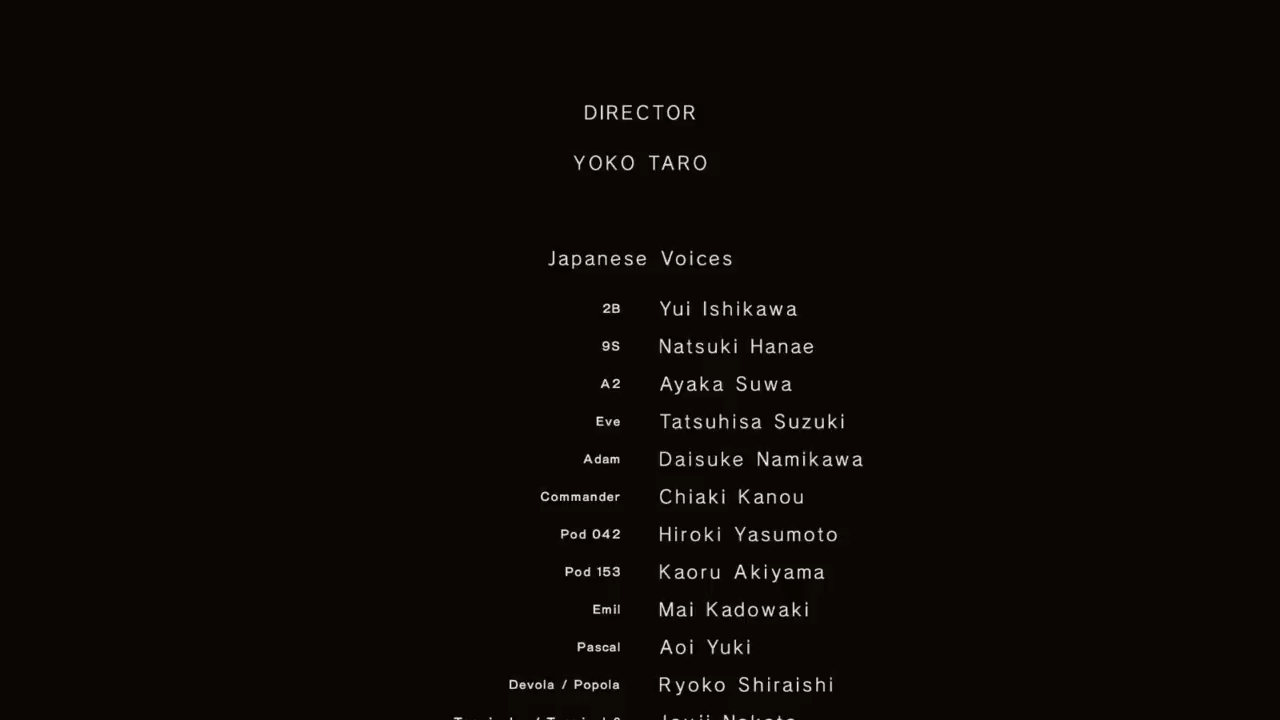 DIRECTOR
YOKO TARO
Japanese Voices
2B Yui Ishikawa
9S Natsuki Hanae
A2 Ayaka Suwa
Eve Tatsuhisa Suzuki
Adam Daisuke Namikawa
Commander Chiaki Kanou
Pod 042 Hiroki Yasumoto
Pod 153 Kaoru Akiyama
Emil Mai Kadowaki
Pascal Aoi Yuki
Devola / Popola Ryoko Shiraishi